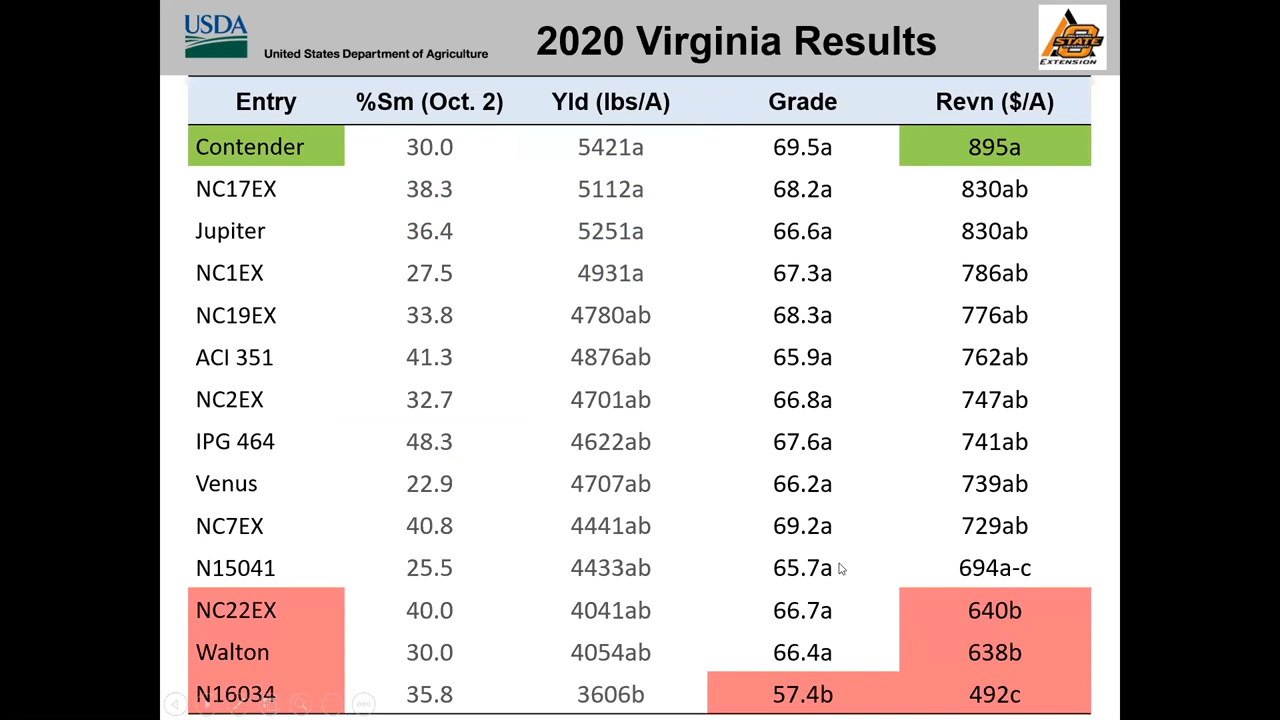 USDA
United States Department of Agriculture
2020 Virginia Results
STATE
EXTENSION
Entry %Sm (Oct. 2) Yld (lbs/A) Grade Revn ($/A)
Contender 30.0 5421a 69.5a 895a
NC17EX 38.3 5112a 68.2a 830ab
Jupiter 36.4 5251a 66.6a 830ab
NC1EX 27.5 4931a 67.3a 786ab
NC19EX 33.8 4780ab 68.3a 776ab
ACI 351 41.3 4876ab 65.9a 762ab
NC2EX 32.7 4701ab 66.8a 747ab
IPG 464 48.3 4622ab 67.6a 741ab
Venus 22.9 4707ab 66.2a 739ab
NC7EX 40.8 4441ab 69.2a 729ab
N15041 25.5 4433ab 65.7a 694a-c
NC22EX 40.0 4041ab 66.7a 640b
Walton 30.0 4054ab 66.4a 638b
N16034 35.8 3606b 57.4b 492c